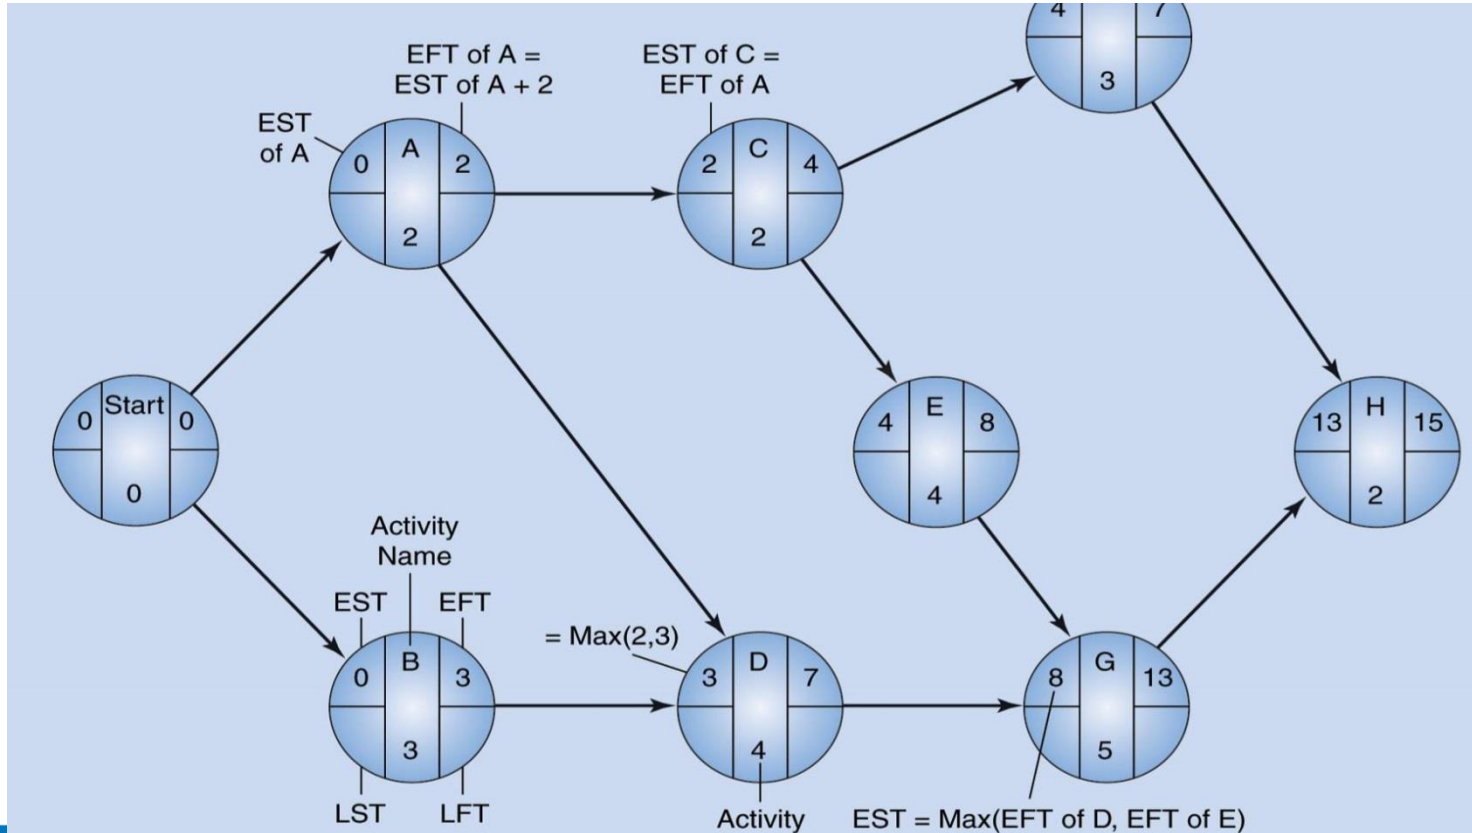 4 7
3
EFT of A =
EST of A + 2
EST of C =
EFT of A
EST
of A
0 A 2
2
2 C 4
2
0 Start 0
0
4 E 8
4
13 H 15
2
Activity
Name
EST EFT
0 B 3
3
LST LFT
= Max(2,3)
3 D 7
4
Activity
8 G 13
5
EST = Max(EFT of D, EFT of E)